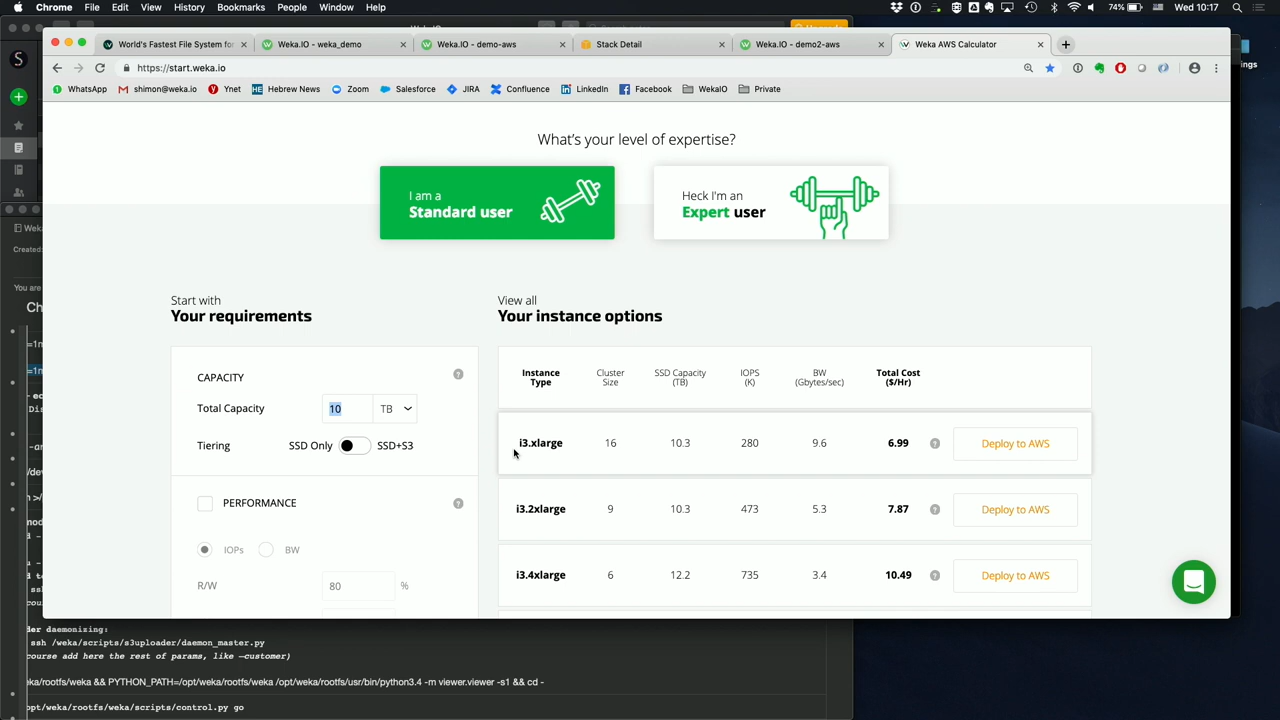 Chrome File Edit View History Bookmarks People Window Help
74% Wed 10:17
World's Fastest File System for
Weka.IO - weka_demo
Weka.IO - demo-aws
Stack Detail
Weka.IO - demo2-aws
Weka AWS Calculator
https://start.weka.io
WhatsApp shimon@weka.io Ynet Hebrew News Zoom Salesforce JIRA Confluence LinkedIn Facebook WekaIO Private
What's your level of expertise?
I am a
Standard user
Heck I'm an
Expert user
Start with
Your requirements
View all
Your instance options
CAPACITY
Total Capacity 10 TB
Tiering SSD Only SSD+S3
PERFORMANCE
IOPs BW
R/W 80 %
Instance Type Cluster Size SSD Capacity (TB) IOPS (K) BW (Gbytes/sec) Total Cost ($/Hr)
i3.xlarge 16 10.3 280 9.6 6.99 Deploy to AWS
i3.2xlarge 9 10.3 473 5.3 7.87 Deploy to AWS
i3.4xlarge 6 12.2 735 3.4 10.49 Deploy to AWS
der daemonizing:
ssh /weka/scripts/s3uploader/daemon_master.py
course add here the rest of params, like —customer)
eka/rootfs/weka && PYTHON_PATH=/opt/weka/rootfs/weka /opt/weka/rootfs/usr/bin/python3.4 -m viewer.viewer -s1 && cd -
opt/weka/rootfs/weka/scripts/control.py go